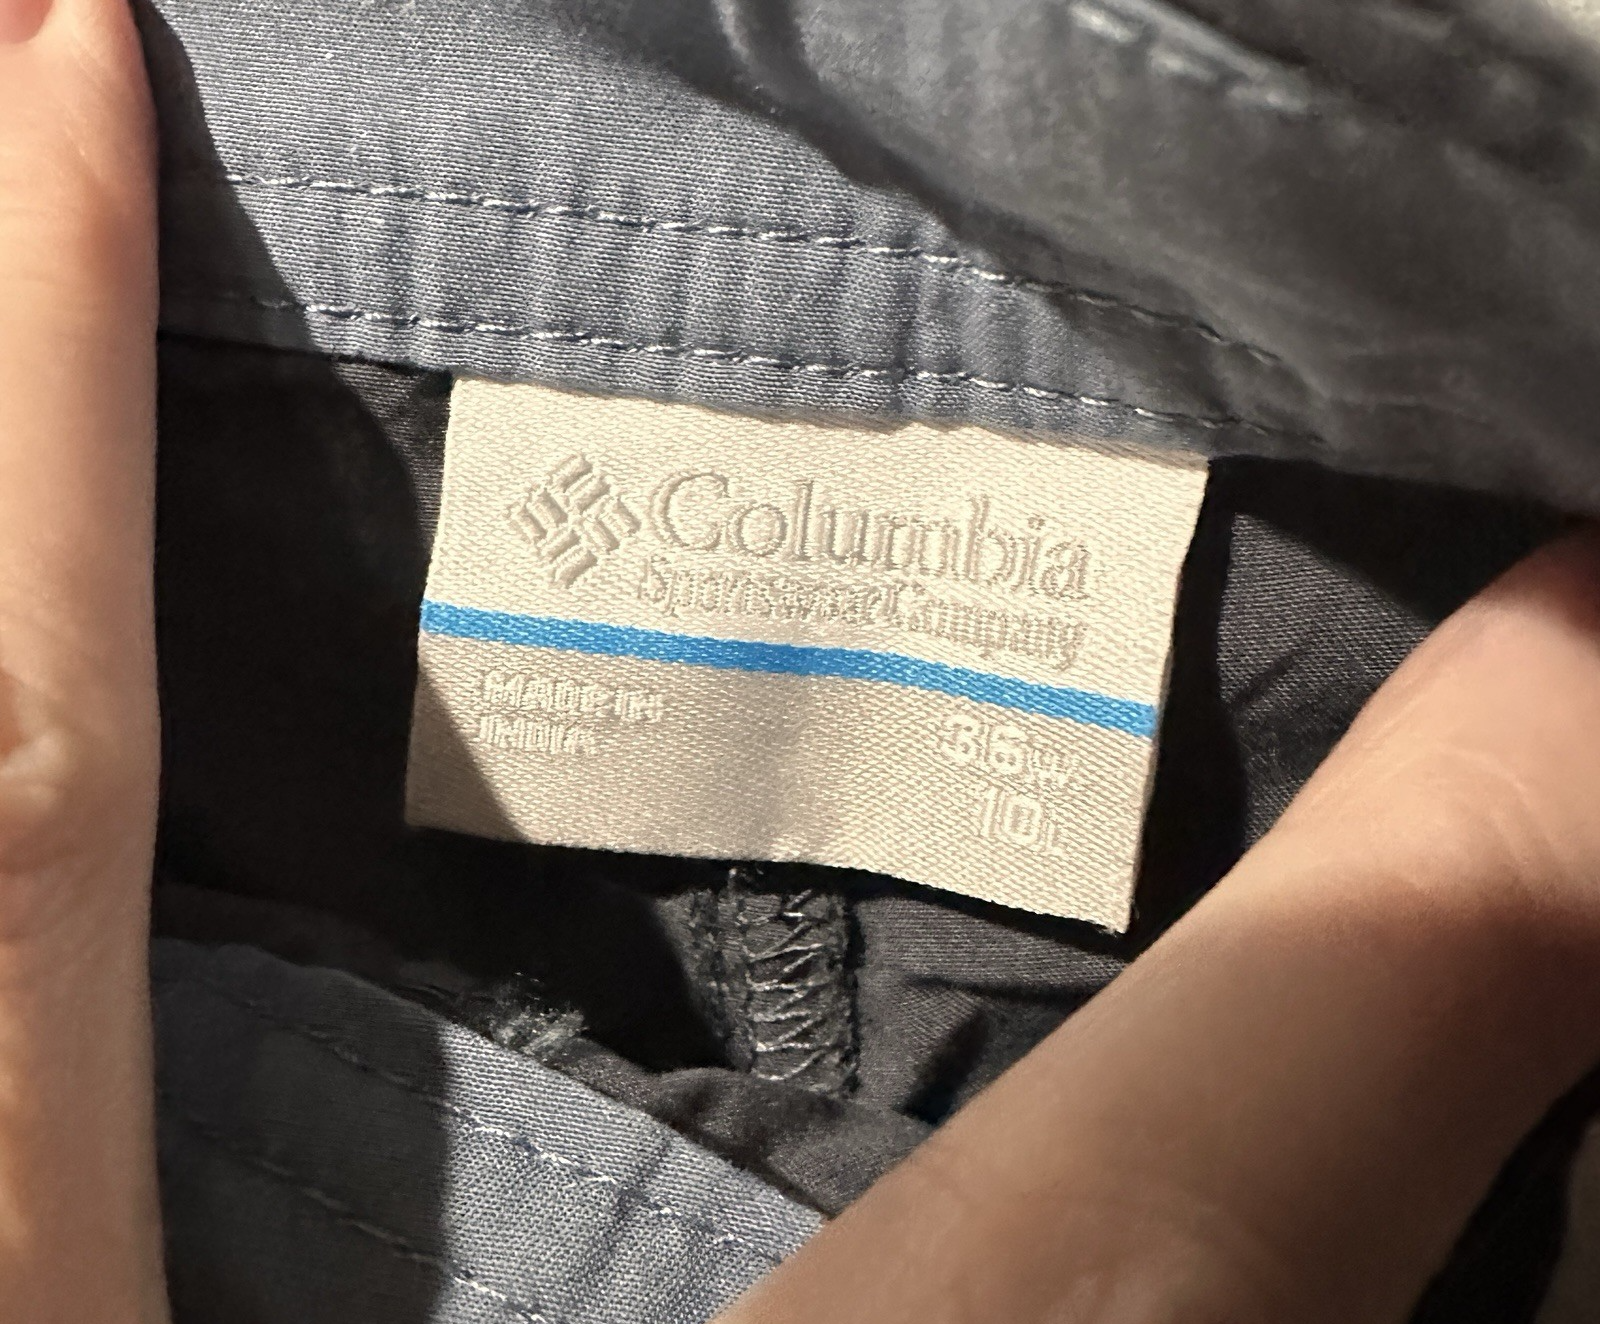 Columbia
Sportswear Company
MADE IN
INDIA
36W
10L